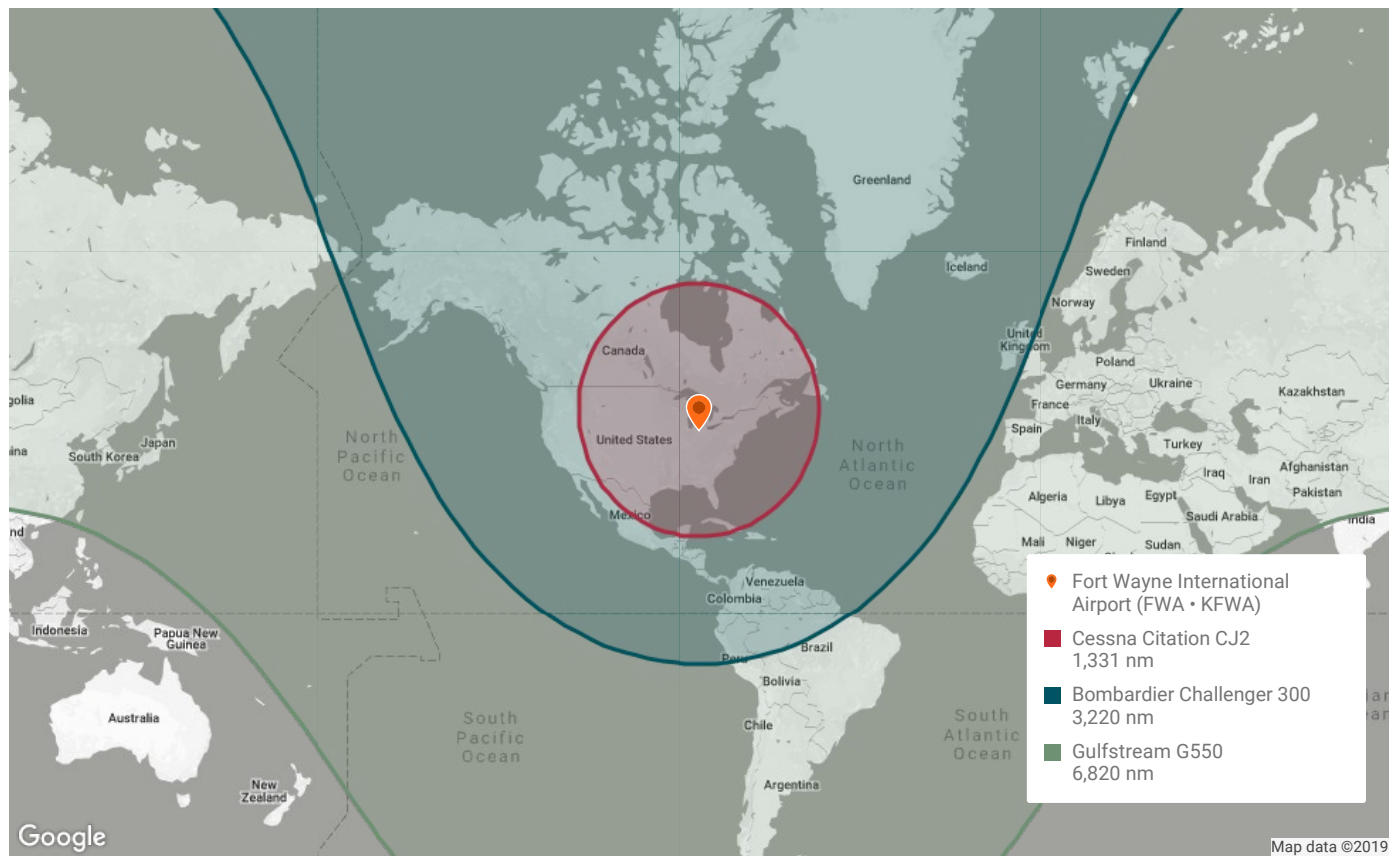 Greenland
Finland
Iceland
Sweden
Norway
United
Kingdom
Canada
Poland
Germany
Ukraine
Kazakhstan
France
golia
Italy
Spain
United States
North
Pacific
Ocean
North
Atlantic
Ocean
Japan
South Korea
ina
Turkey
Iraq
Iran
Afghanistan
Pakistan
Algeria
Libya
Egypt
Saudi Arabia
Mexico
India
nd
Mali
Niger
Sudan
Venezuela
Colombia
Indonesia
Papua New
Guinea
Peru
Brazil
Bolivia
Australia
South
Pacific
Ocean
Chile
South
Atlantic
Ocean
New
Zealand
Argentina
Fort Wayne International
Airport (FWA • KFWA)
Cessna Citation CJ2
1,331 nm
Bombardier Challenger 300
3,220 nm
Gulfstream G550
6,820 nm
Google
Map data ©2019